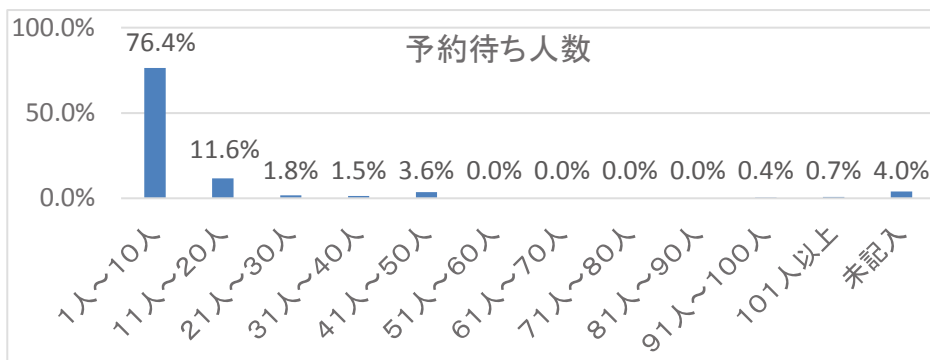 予約待ち人数
100.0%
50.0%
0.0%
76.4%
11.6%
1.8%
1.5%
3.6%
0.0%
0.0%
0.0%
0.0%
0.4%
0.7%
4.0%
1人～10人
11人～20人
21人～30人
31人～40人
41人～50人
51人～60人
61人～70人
71人～80人
81人～90人
91人～100人
101人以上
未記入